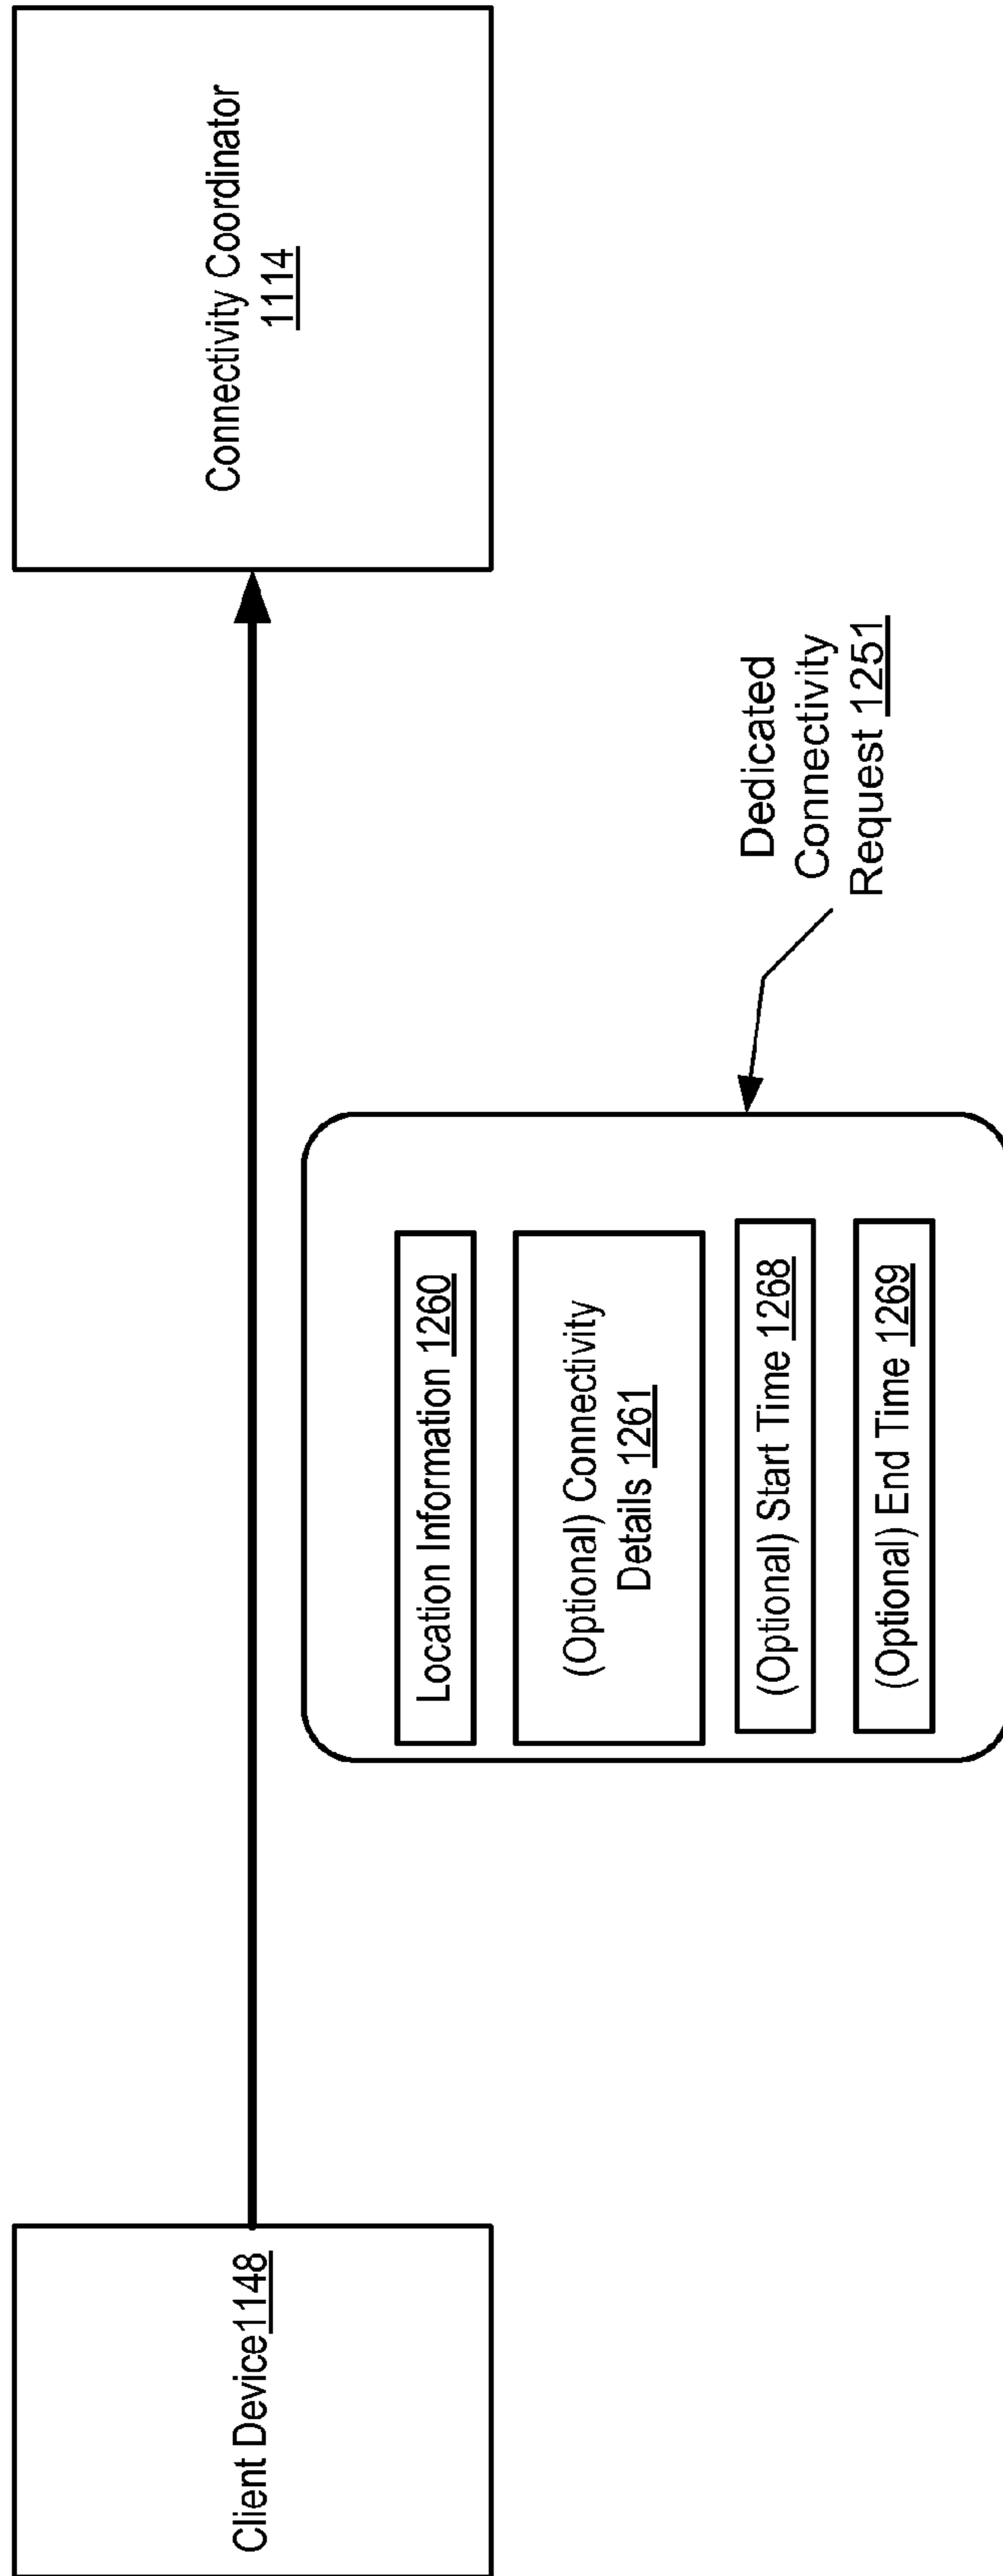 Client Device1148
Connectivity Coordinator
1114
Location Information 1260
(Optional) Connectivity
Details 1261
(Optional) Start Time 1268
(Optional) End Time 1269
Dedicated
Connectivity
Request 1251